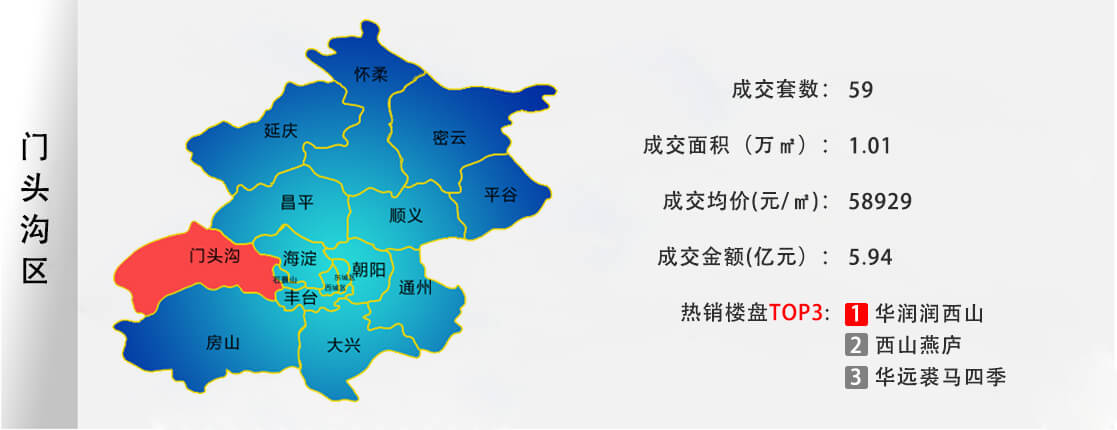 门头沟区
怀柔
延庆
密云
平谷
昌平
顺义
门头沟
海淀
朝阳
石景山
东城区
西城区
丰台
通州
房山
大兴
成交套数： 59
成交面积（万㎡）： 1.01
成交均价(元/㎡)： 58929
成交金额(亿元)： 5.94
热销楼盘TOP3: 1 华润润西山
2 西山燕庐
3 华远裘马四季